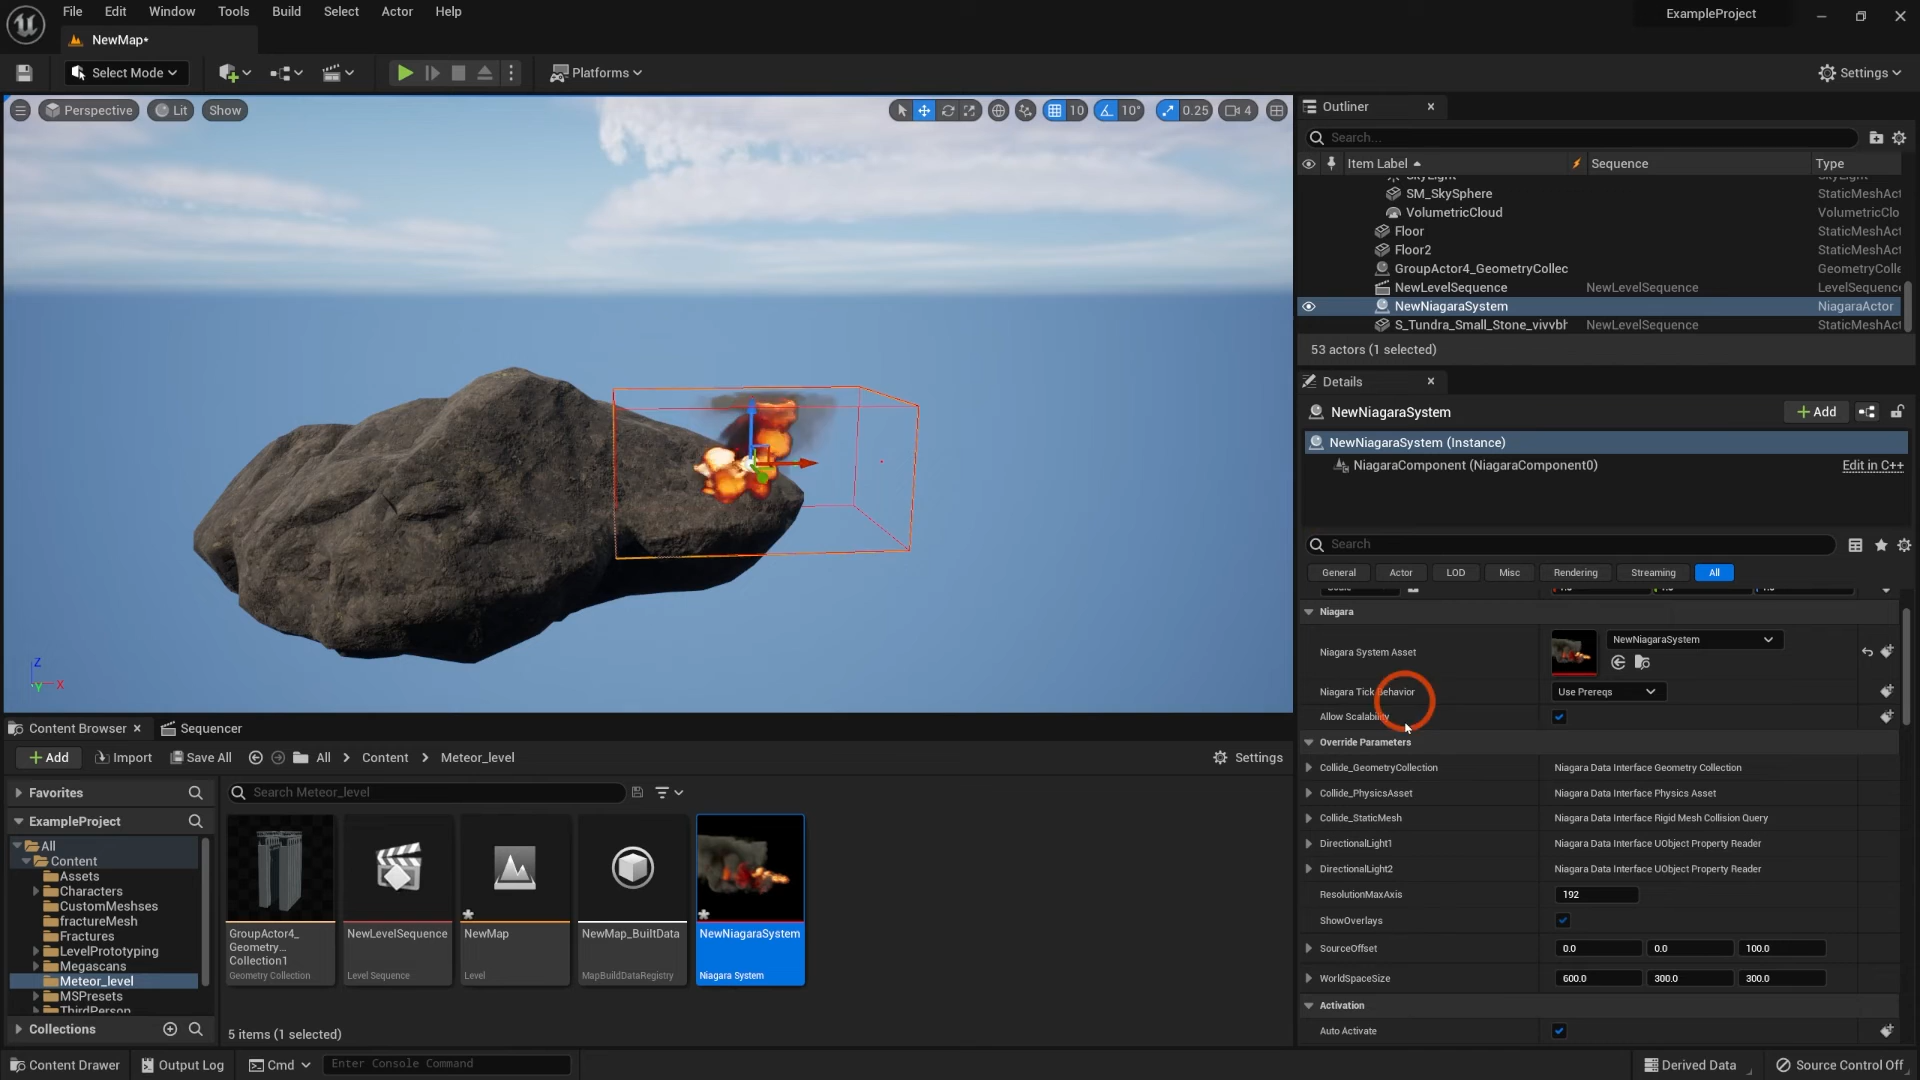 File Edit Window Tools Build Select Actor Help
ExampleProject
NewMap*
Select Mode
Platforms
Settings
Perspective
Lit
Show
10
10°
0.25
4
Z
Y
X
Outliner
Search...
Item Label
Sequence
Type
SkyLight
SM_SkySphere StaticMeshAct
VolumetricCloud VolumetricClo
Floor StaticMeshAct
Floor2 StaticMeshAct
GroupActor4_GeometryCollec GeometryColle
NewLevelSequence NewLevelSequence LevelSequence
NewNiagaraSystem NiagaraActor
S_Tundra_Small_Stone_vivvbh NewLevelSequence StaticMeshAct
53 actors (1 selected)
Details
NewNiagaraSystem
Add
NewNiagaraSystem (Instance)
NiagaraComponent (NiagaraComponent0)
Edit in C++
Search
General Actor LOD Misc Rendering Streaming All
Niagara
Niagara System Asset NewNiagaraSystem
Niagara Tick Behavior Use Prereqs
Allow Scalability
Override Parameters
Collide_GeometryCollection Niagara Data Interface Geometry Collection
Collide_PhysicsAsset Niagara Data Interface Physics Asset
Collide_StaticMesh Niagara Data Interface Rigid Mesh Collision Query
DirectionalLight1 Niagara Data Interface UObject Property Reader
DirectionalLight2 Niagara Data Interface UObject Property Reader
ResolutionMaxAxis 192
ShowOverlays
SourceOffset 0.0 0.0 100.0
WorldSpaceSize 600.0 300.0 300.0
Activation
Auto Activate
Content Browser
Sequencer
Add
Import
Save All
All
Content
Meteor_level
Settings
Favorites
ExampleProject
All
Content
Assets
Characters
CustomMeshses
fractureMesh
Fractures
LevelPrototyping
Megascans
Meteor_level
MSPresets
ThirdPerson
Collections
Search Meteor_level
GroupActor4_
Geometry...
Collection1
Geometry Collection
NewLevelSequence
Level Sequence
NewMap
Level
NewMap_BuiltData
MapBuildDataRegistry
NewNiagaraSystem
Niagara System
5 items (1 selected)
Content Drawer
Output Log
Cmd
Enter Console Command
Derived Data
Source Control Off